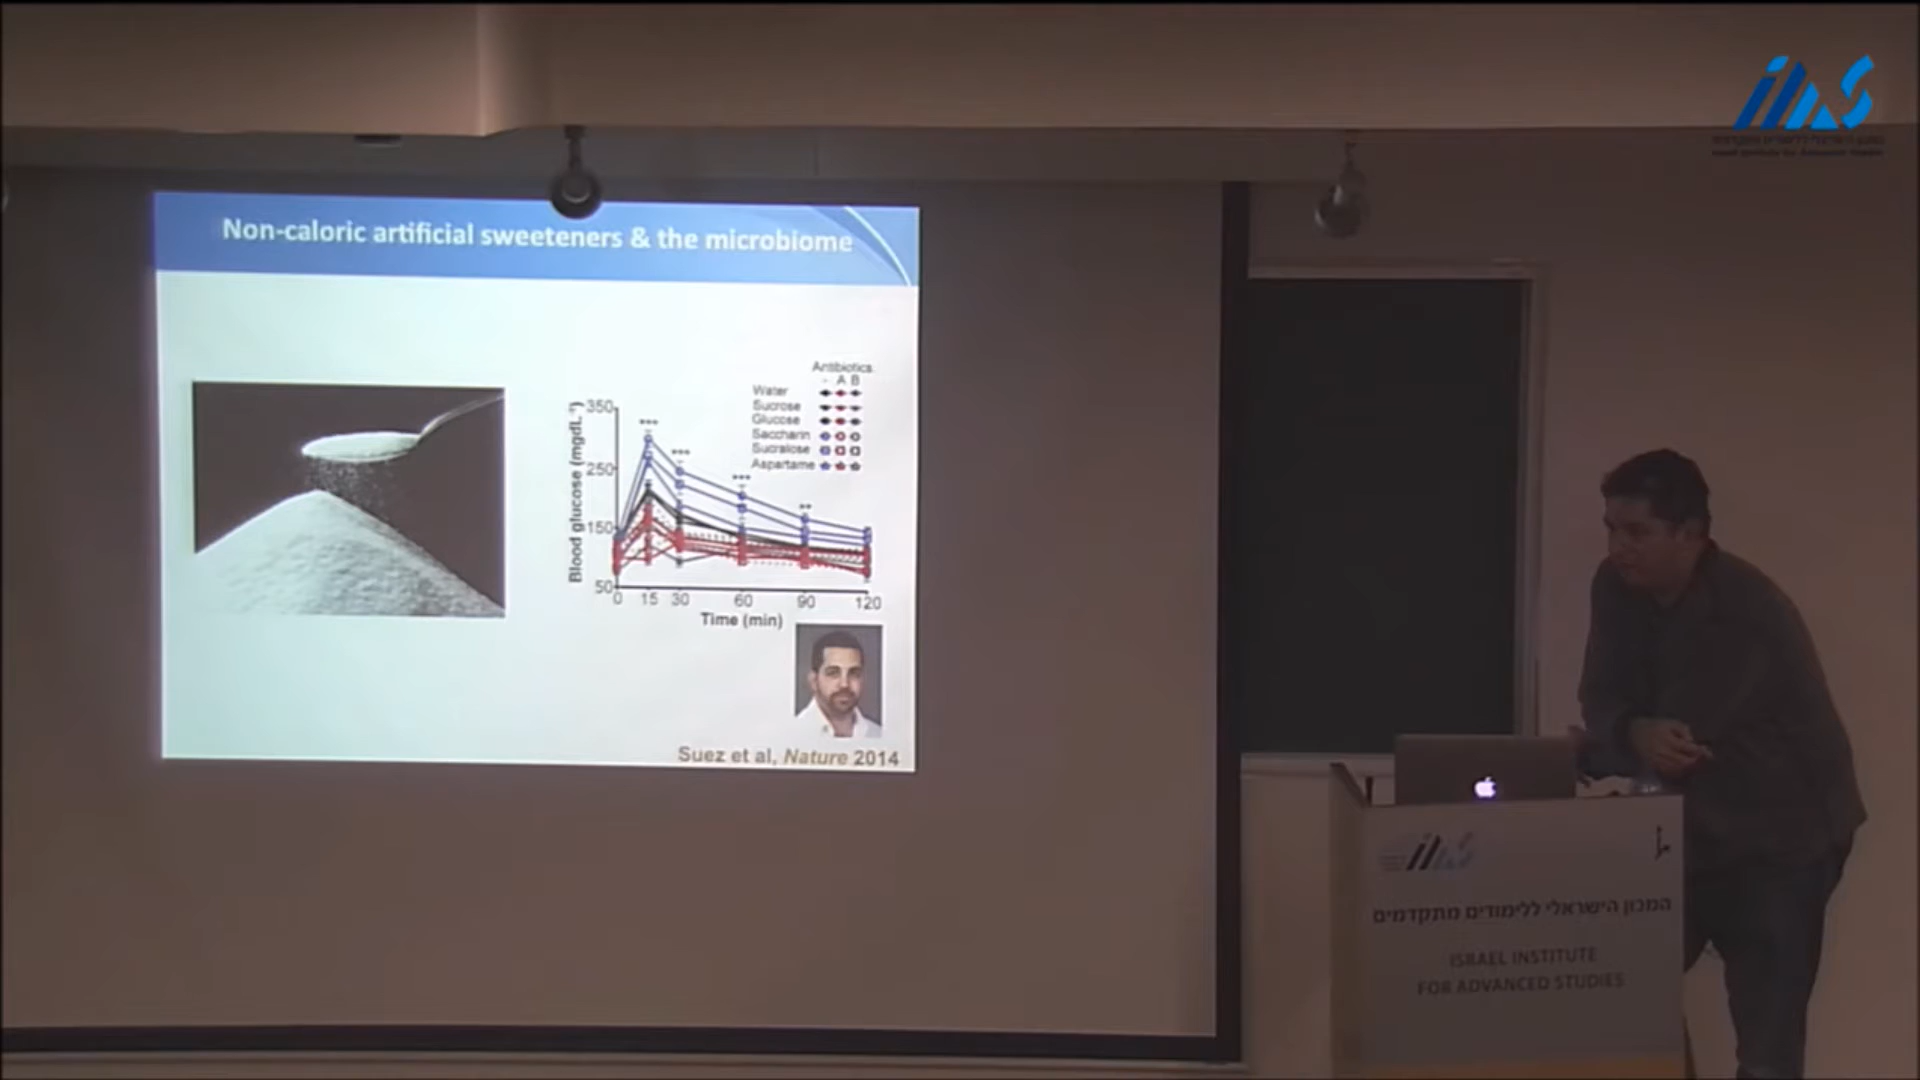 Non-caloric artificial sweeteners & the microbiome
Antibiotics
- A B
Water
Sucrose
Glucose
Saccharin
Sucralose
Aspartame
Blood glucose (mgdL⁻¹)
350
250
150
50
***
***
***
**
0 15 30 60 90 120
Time (min)
Suez et al, Nature 2014
iias
iias
המכון הישראלי ללימודים מתקדמים
ISRAEL INSTITUTE
FOR ADVANCED STUDIES